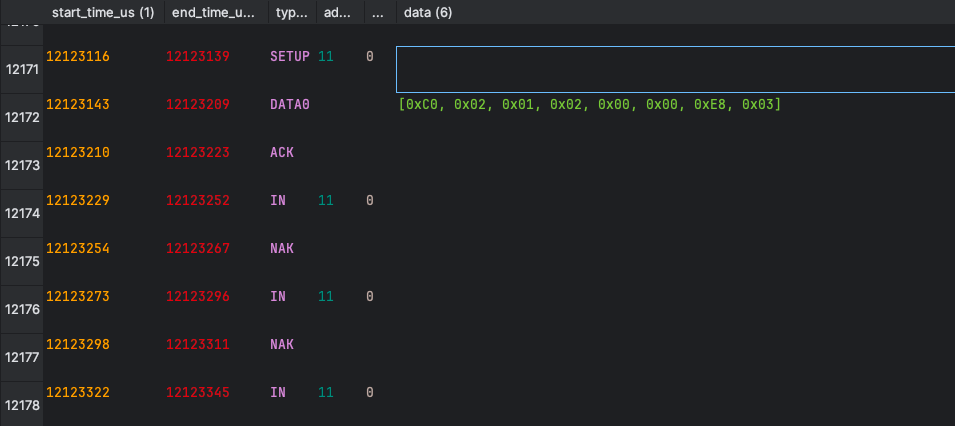 start_time_us (1) end_time_u... typ... ad... ... data (6)
12171 12123116 12123139 SETUP 11 0
12172 12123143 12123209 DATA0 [0xC0, 0x02, 0x01, 0x02, 0x00, 0x00, 0xE8, 0x03]
12173 12123210 12123223 ACK
12174 12123229 12123252 IN 11 0
12175 12123254 12123267 NAK
12176 12123273 12123296 IN 11 0
12177 12123298 12123311 NAK
12178 12123322 12123345 IN 11 0